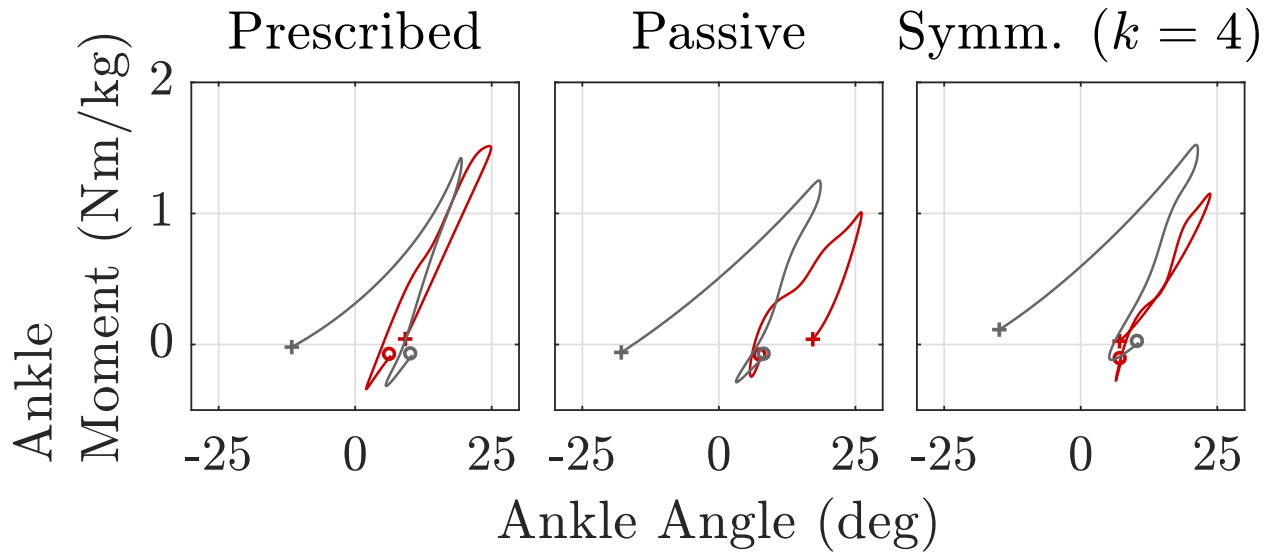 Prescribed
Passive
Symm. (k = 4)
Ankle
Moment (Nm/kg)
2
1
0
-25 0 25
-25 0 25
-25 0 25
Ankle Angle (deg)